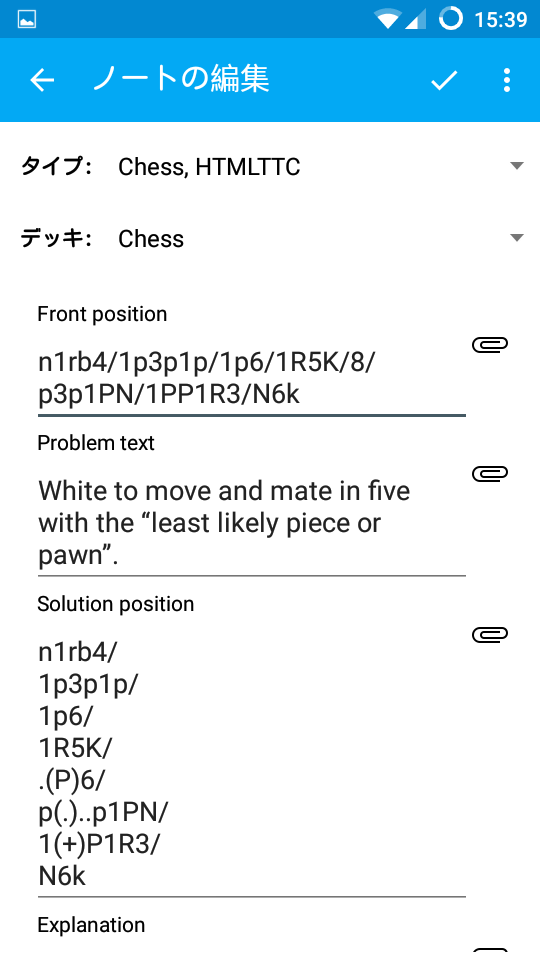 15:39
ノートの編集
タイプ: Chess, HTMLTTC
デッキ: Chess
Front position
n1rb4/1p3p1p/1p6/1R5K/8/
p3p1PN/1PP1R3/N6k
Problem text
White to move and mate in five
with the “least likely piece or
pawn”.
Solution position
n1rb4/
1p3p1p/
1p6/
1R5K/
.(P)6/
p(.)..p1PN/
1(+)P1R3/
N6k
Explanation